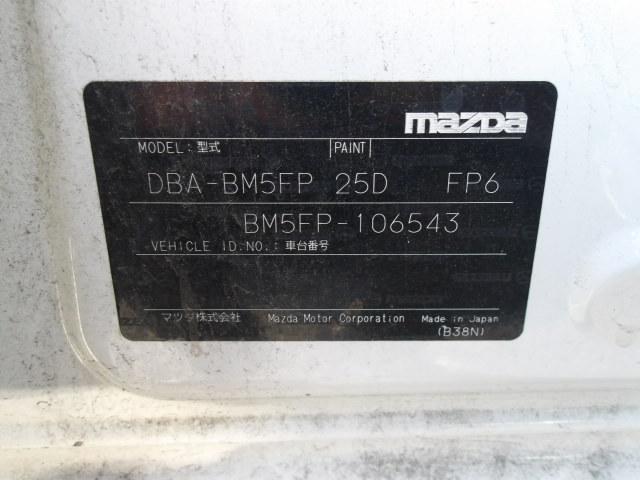 mazda
MODEL:型式 PAINT
DBA-BM5FP 25D FP6
BM5FP-106543
VEHICLE ID.NO.:車台番号
マツダ株式会社 Mazda Motor Corporation Made in Japan
(B38N)